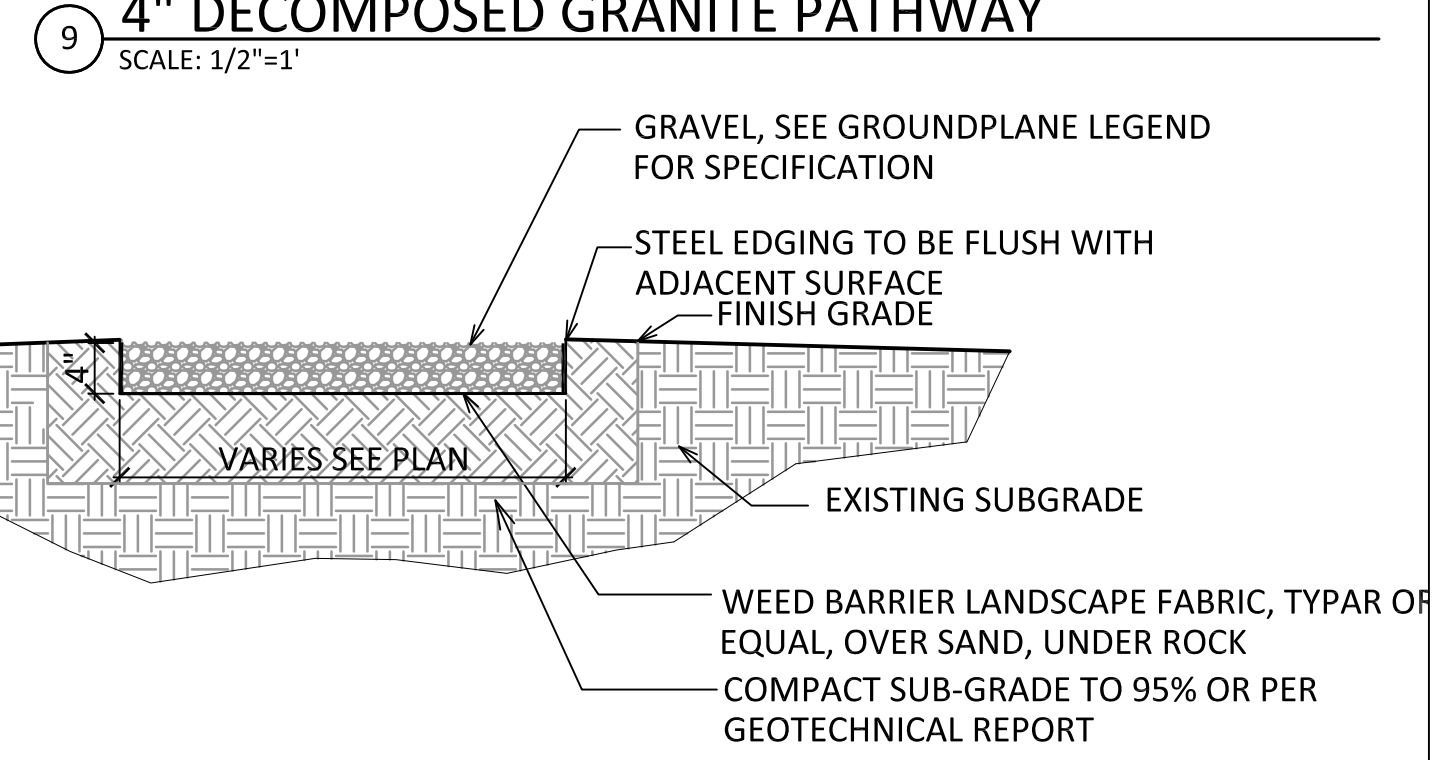 4" DECOMPOSED GRANITE PATHWAY
9
SCALE: 1/2"=1'
GRAVEL, SEE GROUNDPLANE LEGEND
FOR SPECIFICATION
STEEL EDGING TO BE FLUSH WITH
ADJACENT SURFACE
FINISH GRADE
4"
VARIES SEE PLAN
EXISTING SUBGRADE
WEED BARRIER LANDSCAPE FABRIC, TYPAR OR
EQUAL, OVER SAND, UNDER ROCK
COMPACT SUB-GRADE TO 95% OR PER
GEOTECHNICAL REPORT